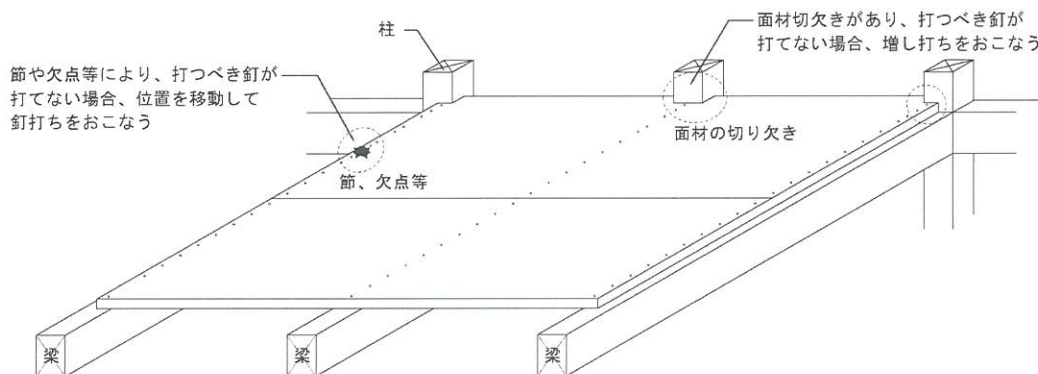 柱
面材切欠きがあり、打つべき釘が
打てない場合、増し打ちをおこなう
節や欠点等により、打つべき釘が
打てない場合、位置を移動して
釘打ちをおこなう
面材の切り欠き
節、欠点等
梁
梁
梁